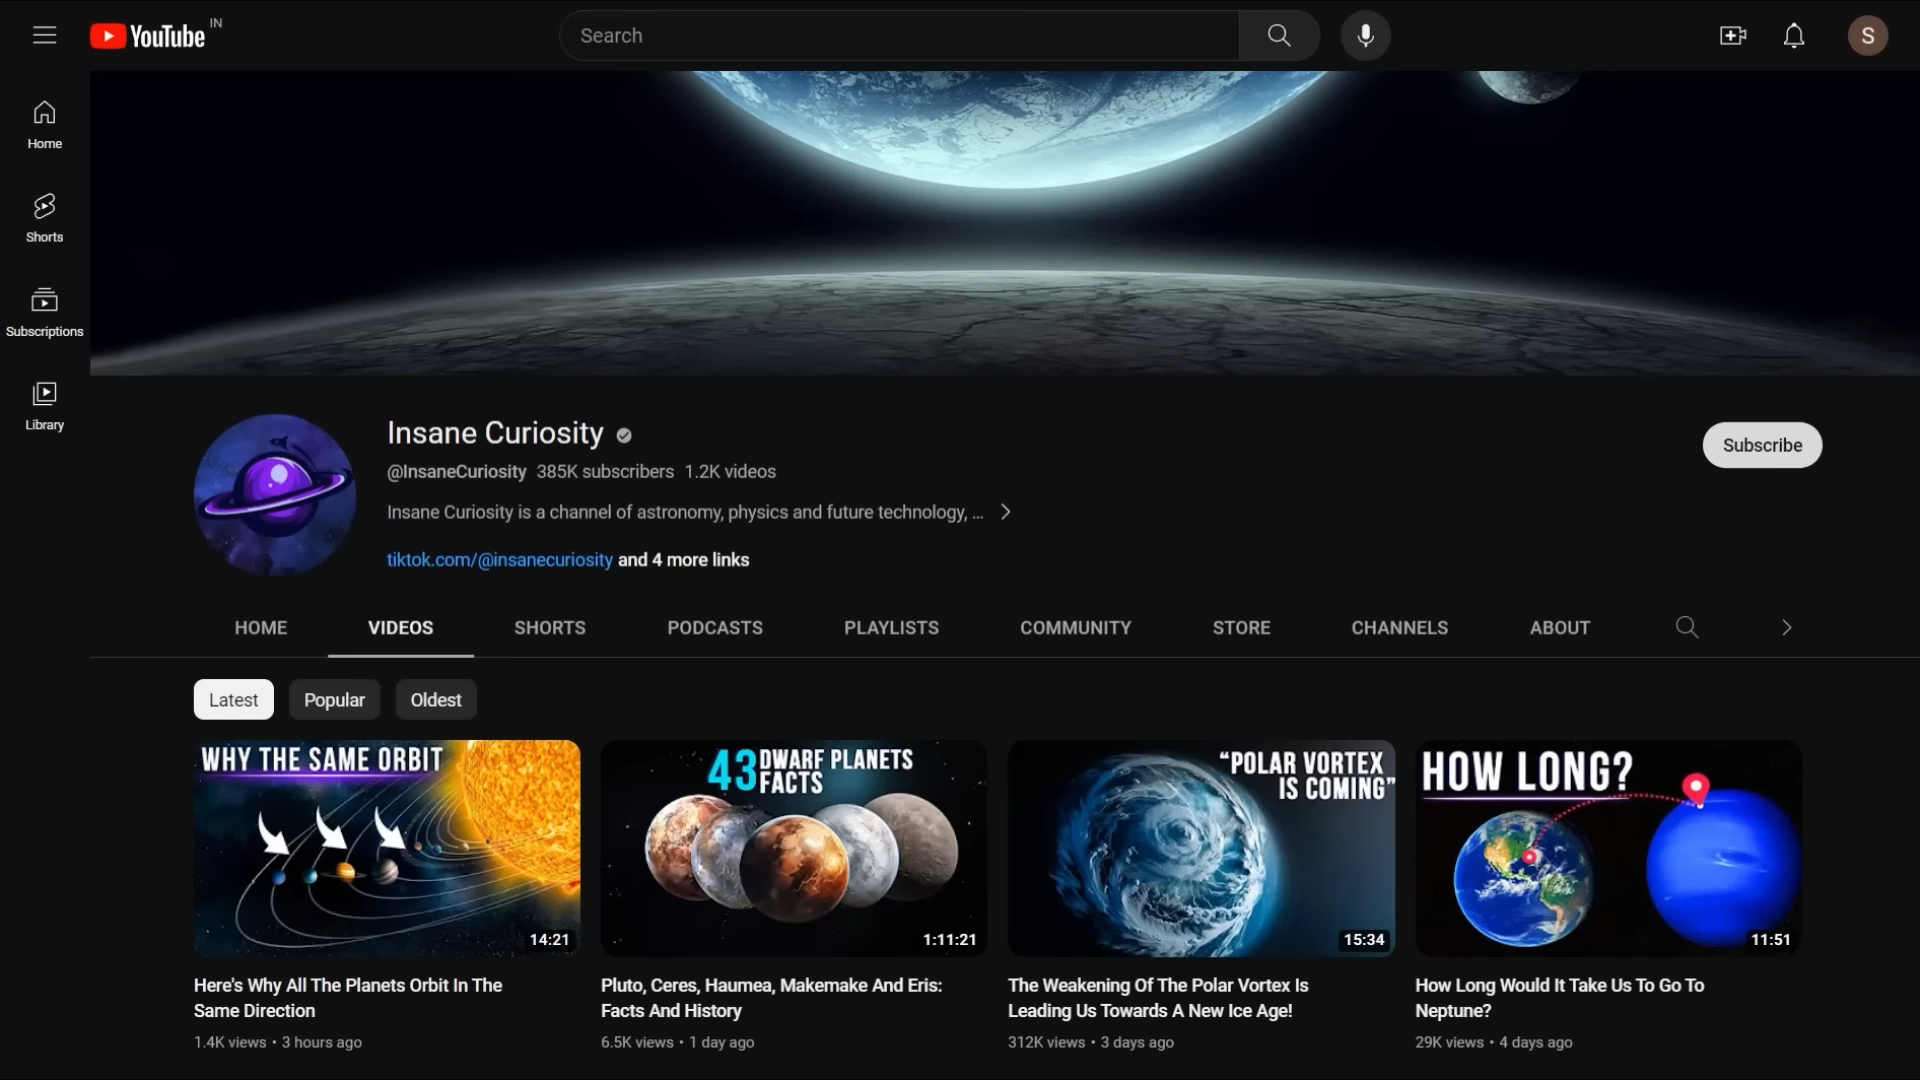 YouTube IN
Search
S
Home
Shorts
Subscriptions
Library
Insane Curiosity
@InsaneCuriosity 385K subscribers 1.2K videos
Insane Curiosity is a channel of astronomy, physics and future technology, ...
tiktok.com/@insanecuriosity and 4 more links
Subscribe
HOME VIDEOS SHORTS PODCASTS PLAYLISTS COMMUNITY STORE CHANNELS ABOUT
Latest Popular Oldest
WHY THE SAME ORBIT
14:21
Here's Why All The Planets Orbit In The
Same Direction
1.4K views • 3 hours ago
43 DWARF PLANETS
FACTS
1:11:21
Pluto, Ceres, Haumea, Makemake And Eris:
Facts And History
6.5K views • 1 day ago
“POLAR VORTEX
IS COMING”
15:34
The Weakening Of The Polar Vortex Is
Leading Us Towards A New Ice Age!
312K views • 3 days ago
HOW LONG?
11:51
How Long Would It Take Us To Go To
Neptune?
29K views • 4 days ago